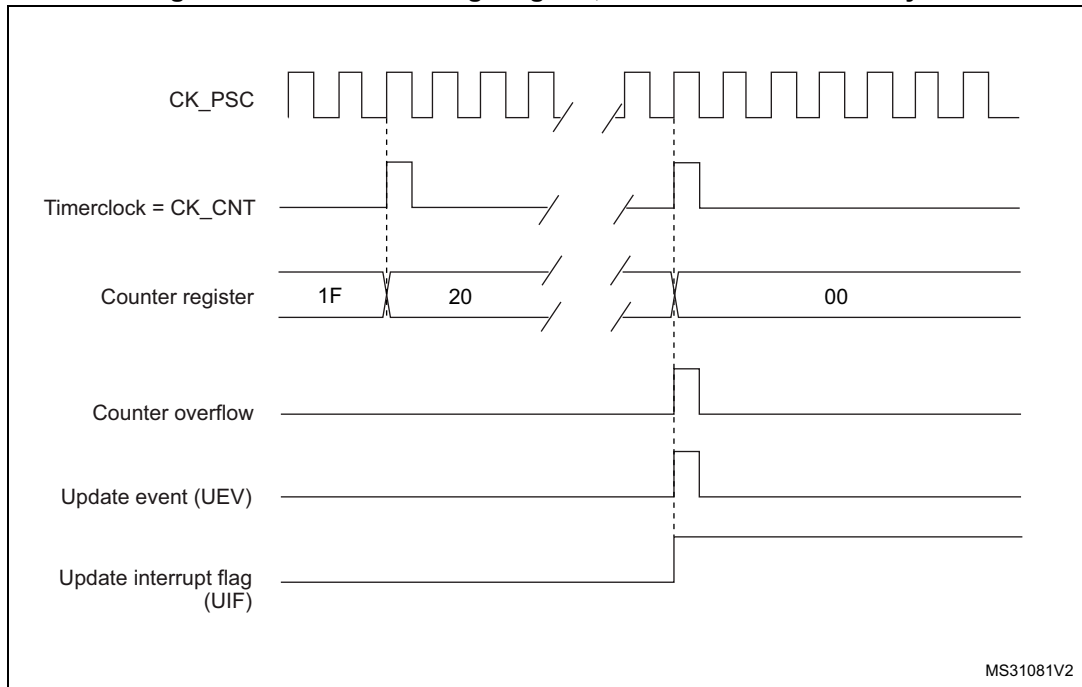 CK_PSC
Timerclock = CK_CNT
Counter register
1F
20
00
Counter overflow
Update event (UEV)
Update interrupt flag
(UIF)
MS31081V2